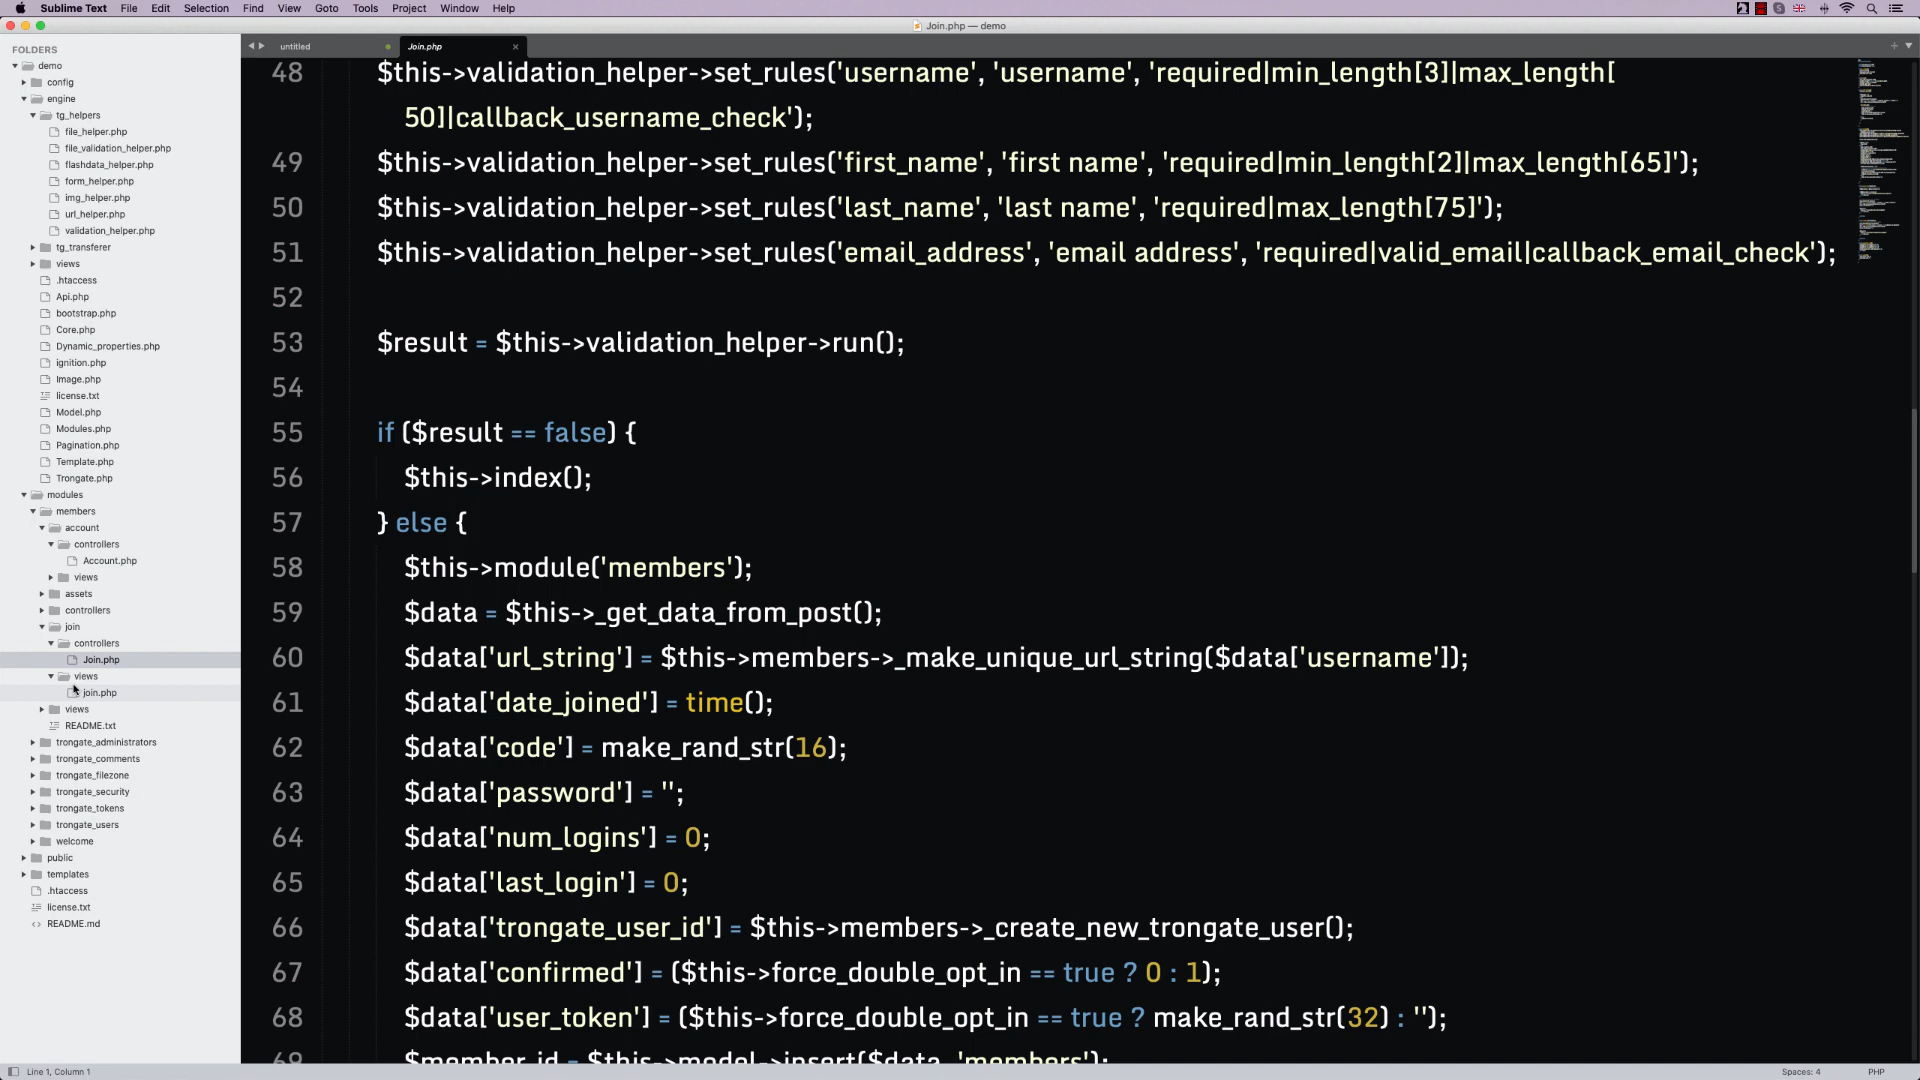 Sublime Text File Edit Selection Find View Goto Tools Project Window Help
Join.php — demo
FOLDERS
demo
config
engine
tg_helpers
file_helper.php
file_validation_helper.php
flashdata_helper.php
form_helper.php
img_helper.php
url_helper.php
validation_helper.php
tg_transferer
views
.htaccess
Api.php
bootstrap.php
Core.php
Dynamic_properties.php
ignition.php
Image.php
license.txt
Model.php
Modules.php
Pagination.php
Template.php
Trongate.php
modules
members
account
controllers
Account.php
views
assets
controllers
join
controllers
Join.php
views
join.php
views
README.txt
trongate_administrators
trongate_comments
trongate_filezone
trongate_security
trongate_tokens
trongate_users
welcome
public
templates
.htaccess
license.txt
README.md
untitled Join.php
48 $this->validation_helper->set_rules('username', 'username', 'required|min_length[3]|max_length[
50]|callback_username_check');
49 $this->validation_helper->set_rules('first_name', 'first name', 'required|min_length[2]|max_length[65]');
50 $this->validation_helper->set_rules('last_name', 'last name', 'required|max_length[75]');
51 $this->validation_helper->set_rules('email_address', 'email address', 'required|valid_email|callback_email_check');
52
53 $result = $this->validation_helper->run();
54
55 if ($result == false) {
56 $this->index();
57 } else {
58 $this->module('members');
59 $data = $this->_get_data_from_post();
60 $data['url_string'] = $this->members->_make_unique_url_string($data['username']);
61 $data['date_joined'] = time();
62 $data['code'] = make_rand_str(16);
63 $data['password'] = '';
64 $data['num_logins'] = 0;
65 $data['last_login'] = 0;
66 $data['trongate_user_id'] = $this->members->_create_new_trongate_user();
67 $data['confirmed'] = ($this->force_double_opt_in == true ? 0 : 1);
68 $data['user_token'] = ($this->force_double_opt_in == true ? make_rand_str(32) : '');
69 $member_id = $this->model->insert($data, 'members');
Line 1, Column 1 Spaces: 4 PHP